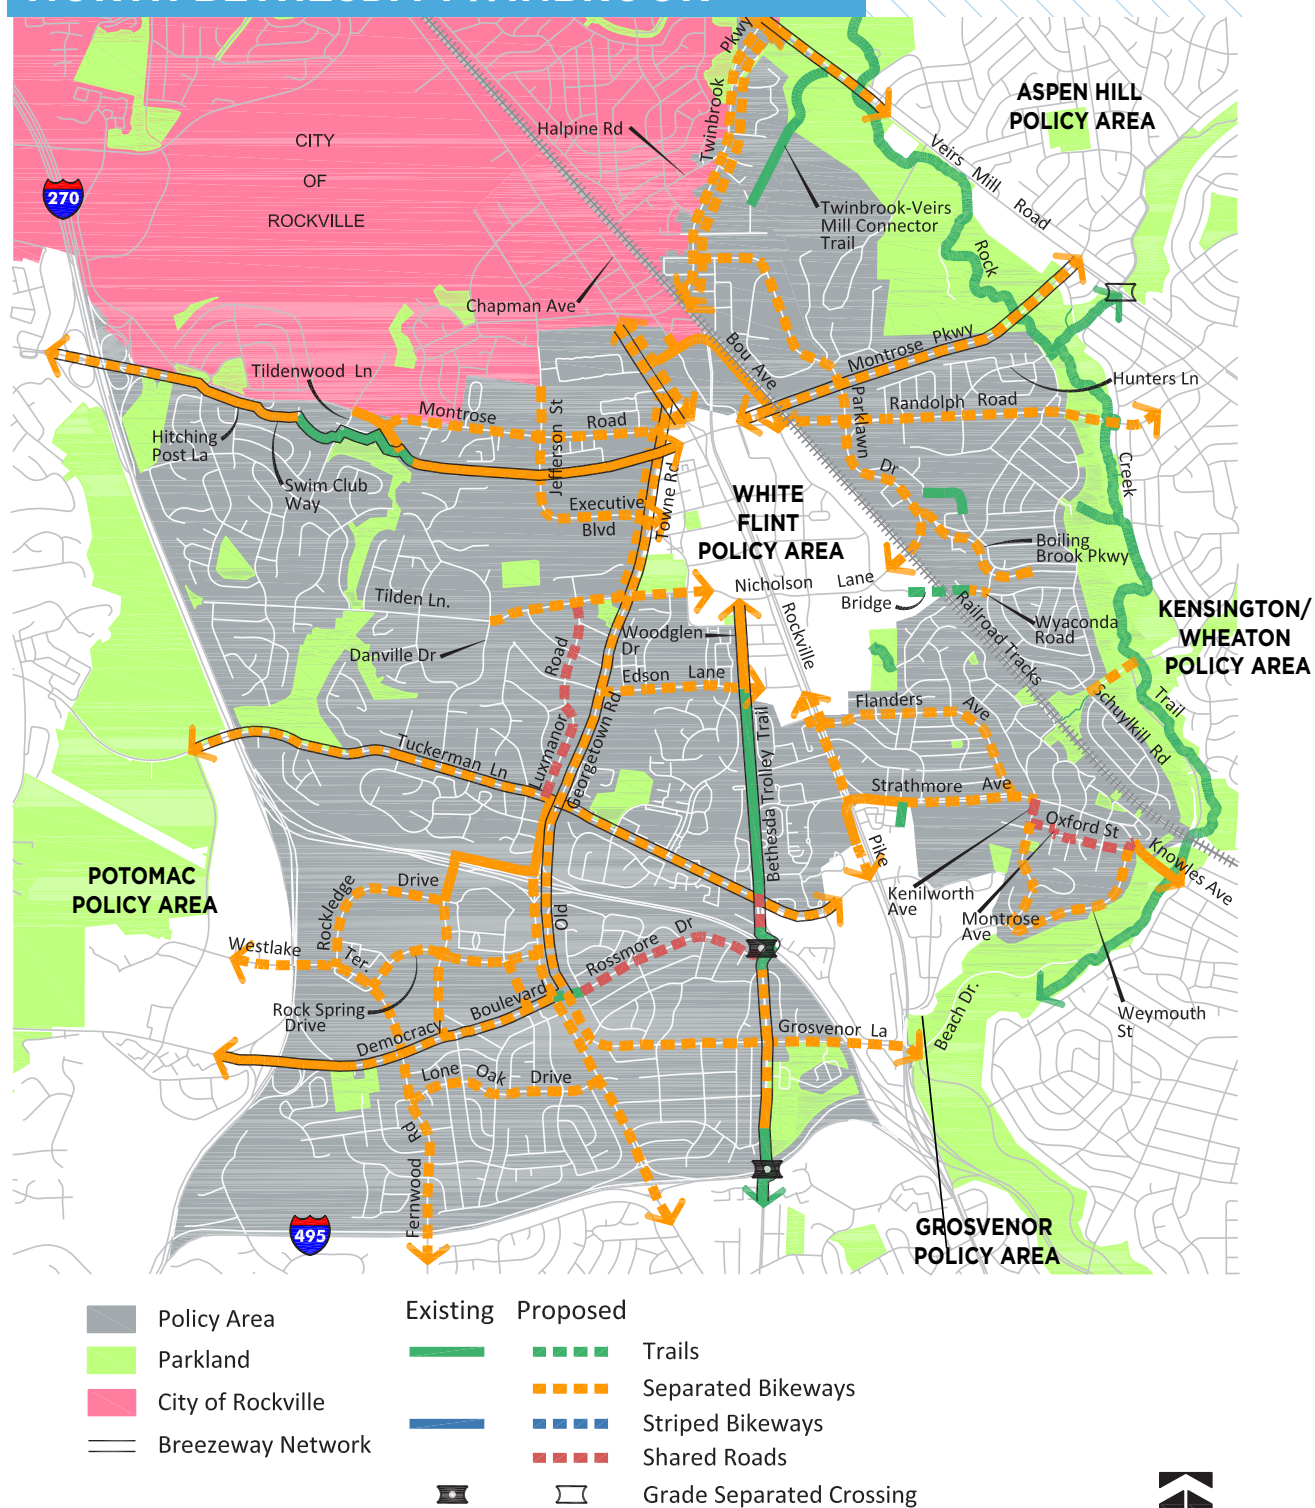 NORTH BETHESDA / TWINBROOK
Twinbrook Pkwy
ASPEN HILL
POLICY AREA
Halpine Rd
CITY
OF
ROCKVILLE
Veirs Mill Road
270
Twinbrook-Veirs
Mill Connector
Trail
Rock
Chapman Ave
Bou Ave
Montrose Pkwy
Tildenwood Ln
Hunters Ln
Montrose Road
Jefferson St
Parklawn
Randolph Road
Hitching
Post La
Swim Club
Way
Dr
Creek
Towne Rd
WHITE
FLINT
POLICY AREA
Executive
Blvd
Boiling
Brook Pkwy
Nicholson Lane
Bridge
Tilden Ln.
Railroad Tracks
KENSINGTON/
WHEATON
POLICY AREA
Wyaconda
Road
Woodglen
Dr
Rockville
Danville Dr
Luxmanor Road
Edson Lane
Georgetown Rd
Flanders Ave
Schuylkill Rd
Trail
Tuckerman Ln
Bethesda Trolley Trail
Strathmore Ave
Oxford St
Pike
Knowles Ave
POTOMAC
POLICY AREA
Rockledge Drive
Kenilworth
Ave
Montrose
Ave
Old
Rossmore Dr
Westlake Ter.
Rock Spring
Drive
Democracy Boulevard
Grosvenor La
Beach Dr.
Weymouth
St
Lone Oak Drive
Fernwood Rd
495
GROSVENOR
POLICY AREA
Existing Proposed
Policy Area
Parkland
City of Rockville
Breezeway Network
Trails
Separated Bikeways
Striped Bikeways
Shared Roads
Grade Separated Crossing